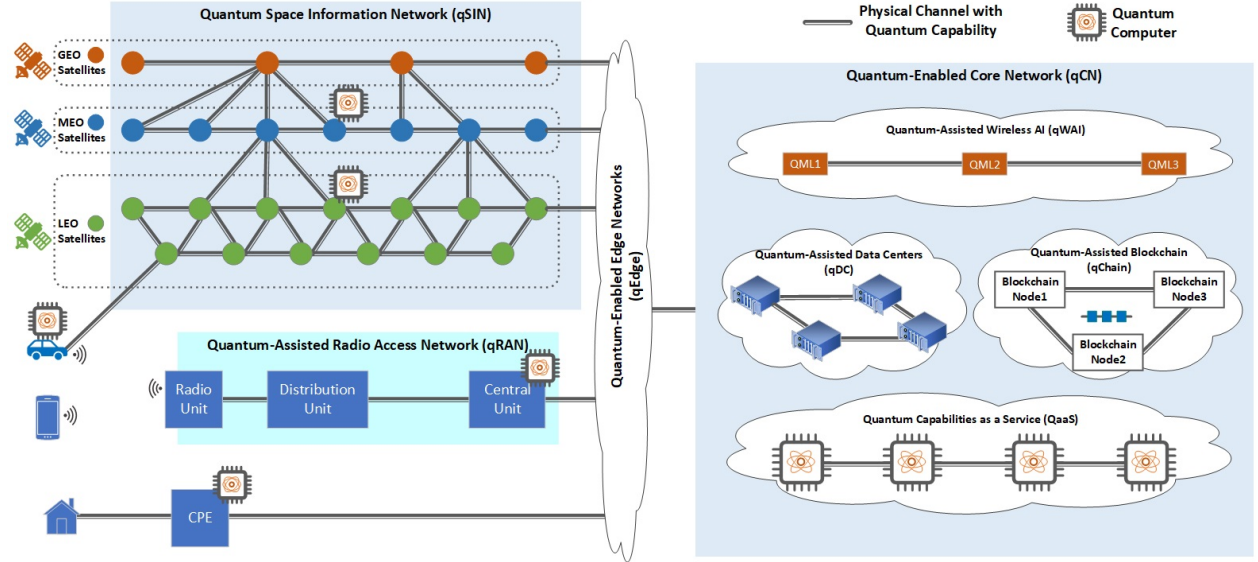 Quantum Space Information Network (qSIN)
GEO
Satellites
MEO
Satellites
LEO
Satellites
Quantum-Assisted Radio Access Network (qRAN)
Radio
Unit
Distribution
Unit
Central
Unit
CPE
Quantum-Enabled Edge Networks
(qEdge)
Physical Channel with
Quantum Capability
Quantum
Computer
Quantum-Enabled Core Network (qCN)
Quantum-Assisted Wireless AI (qWAI)
QML1
QML2
QML3
Quantum-Assisted Data Centers
(qDC)
Quantum-Assisted Blockchain
(qChain)
Blockchain
Node1
Blockchain
Node3
Blockchain
Node2
Quantum Capabilities as a Service (QaaS)